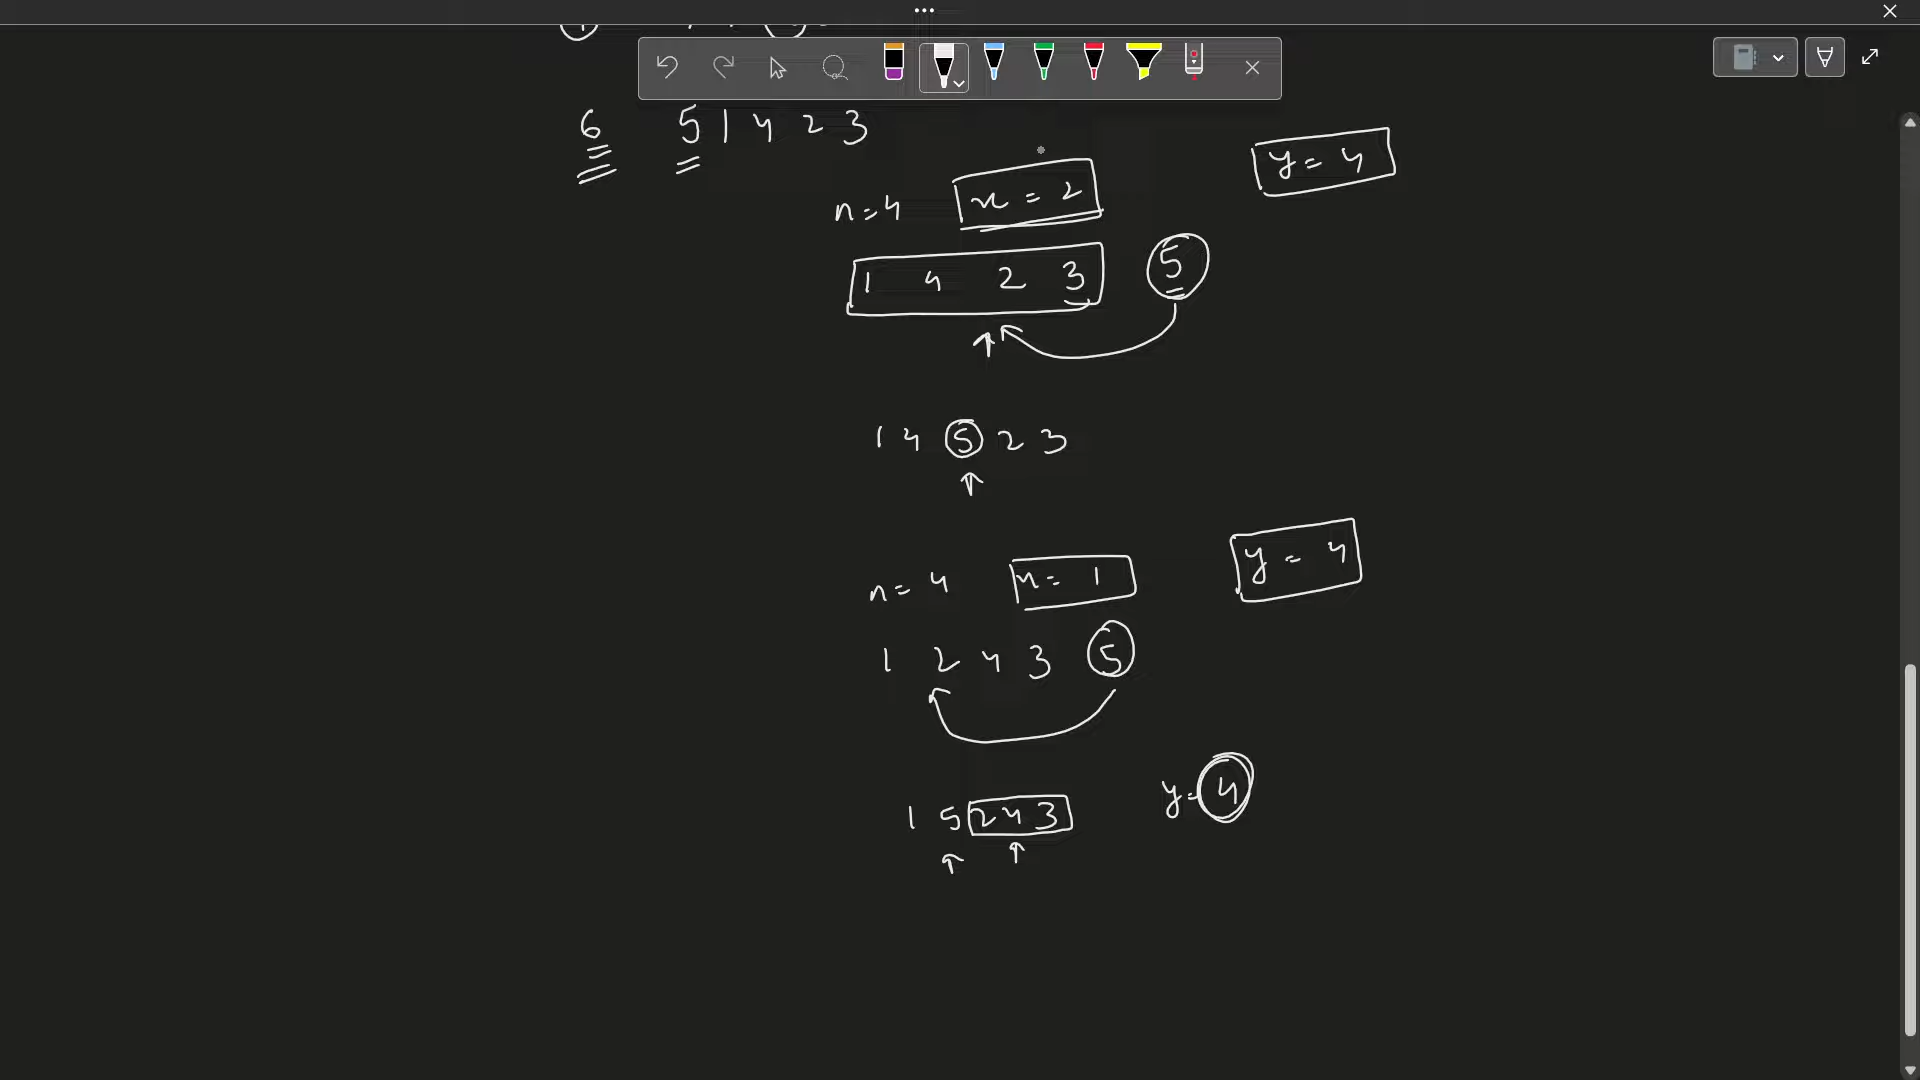 6 5 1 4 2 3
y = 4
n=4 x = 2
1 4 2 3 5
1 4 5 2 3
n= 4 x= 1 y = 4
1 2 4 3 5
1 5 2 4 3 y= 4